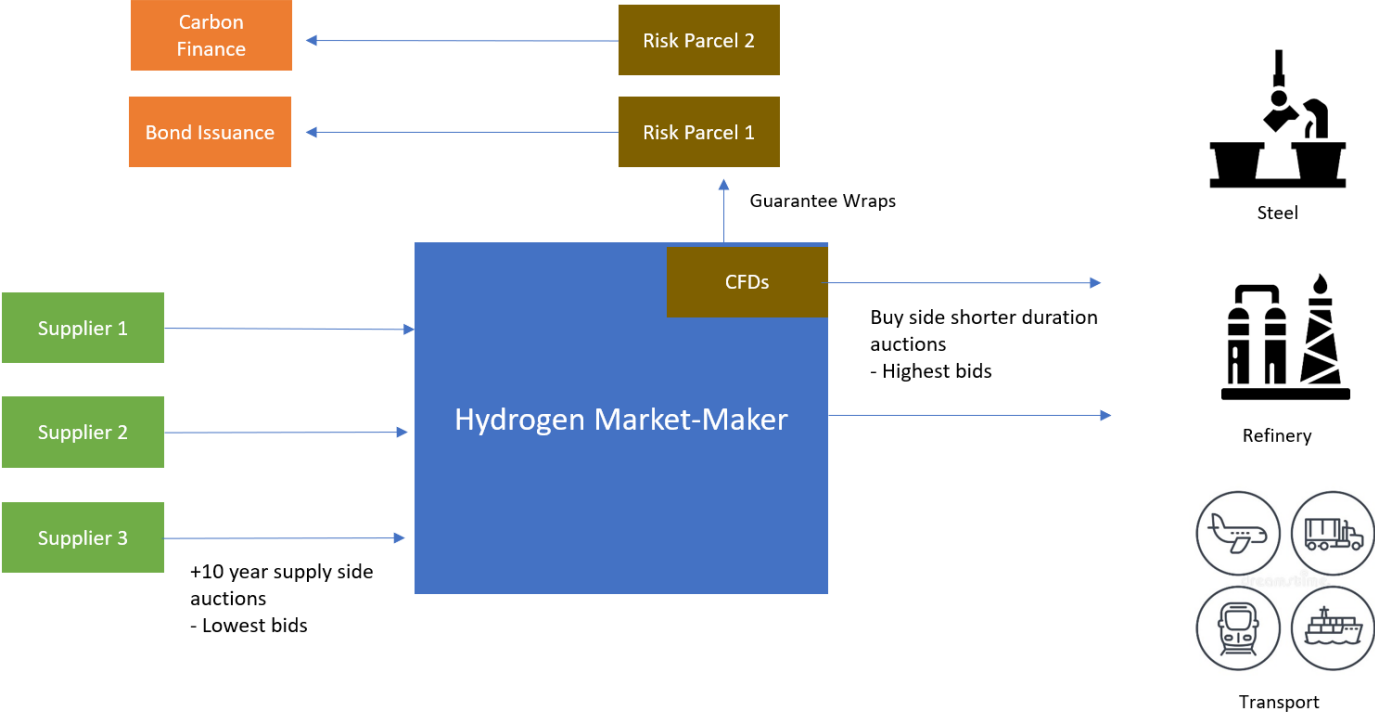 Carbon
Finance
Risk Parcel 2
Bond Issuance
Risk Parcel 1
Guarantee Wraps
Steel
CFDs
Supplier 1
Buy side shorter duration
auctions
- Highest bids
Supplier 2
Hydrogen Market-Maker
Refinery
Supplier 3
+10 year supply side
auctions
- Lowest bids
dreamstime
Transport